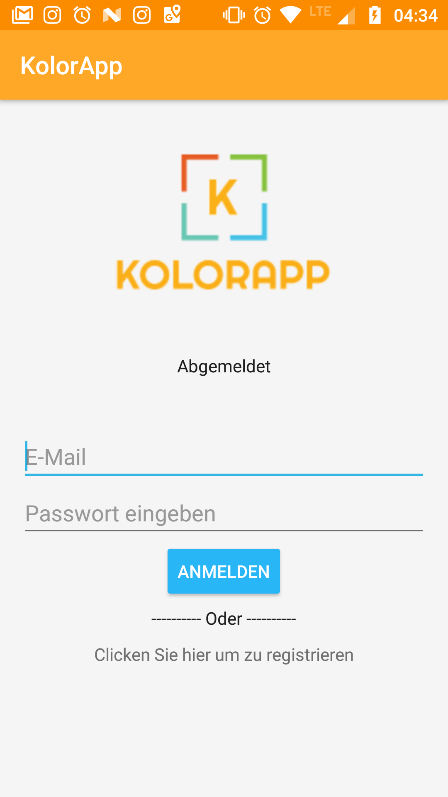 LTE 04:34
KolorApp
K
KOLORAPP
Abgemeldet
E-Mail
Passwort eingeben
ANMELDEN
---------- Oder ----------
Clicken Sie hier um zu registrieren